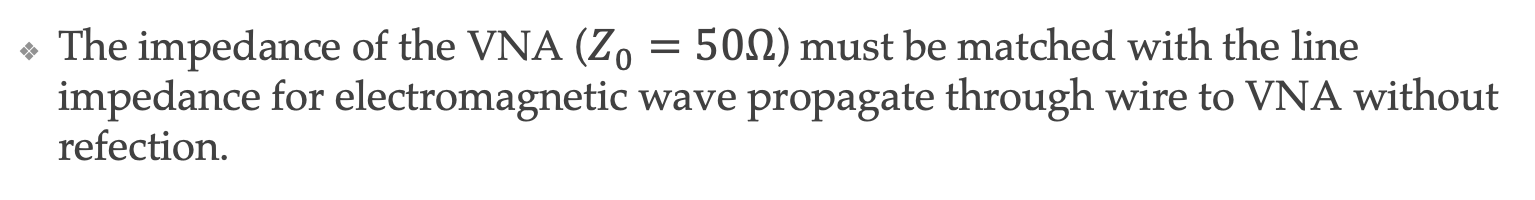 ❖ The impedance of the VNA (Z₀ = 50Ω) must be matched with the line
impedance for electromagnetic wave propagate through wire to VNA without
refection.